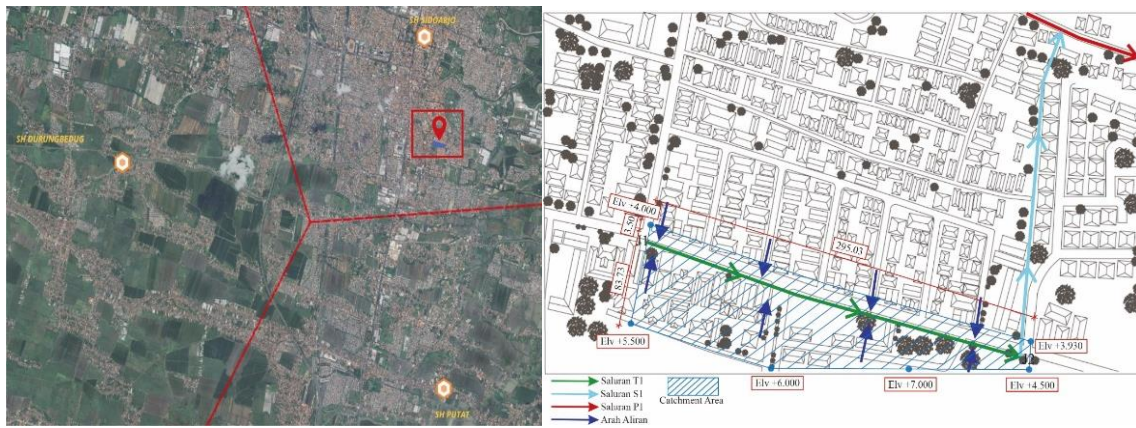 SH SIDOARJO
SH DURUNGBEDUG
SH PUTAT
Elv +4.000
295.03
83.73
Elv +5.500
Elv +3.930
Elv +6.000
Elv +7.000
Elv +4.500
Saluran T1
Saluran S1
Saluran P1
Arah Aliran
Catchment Area